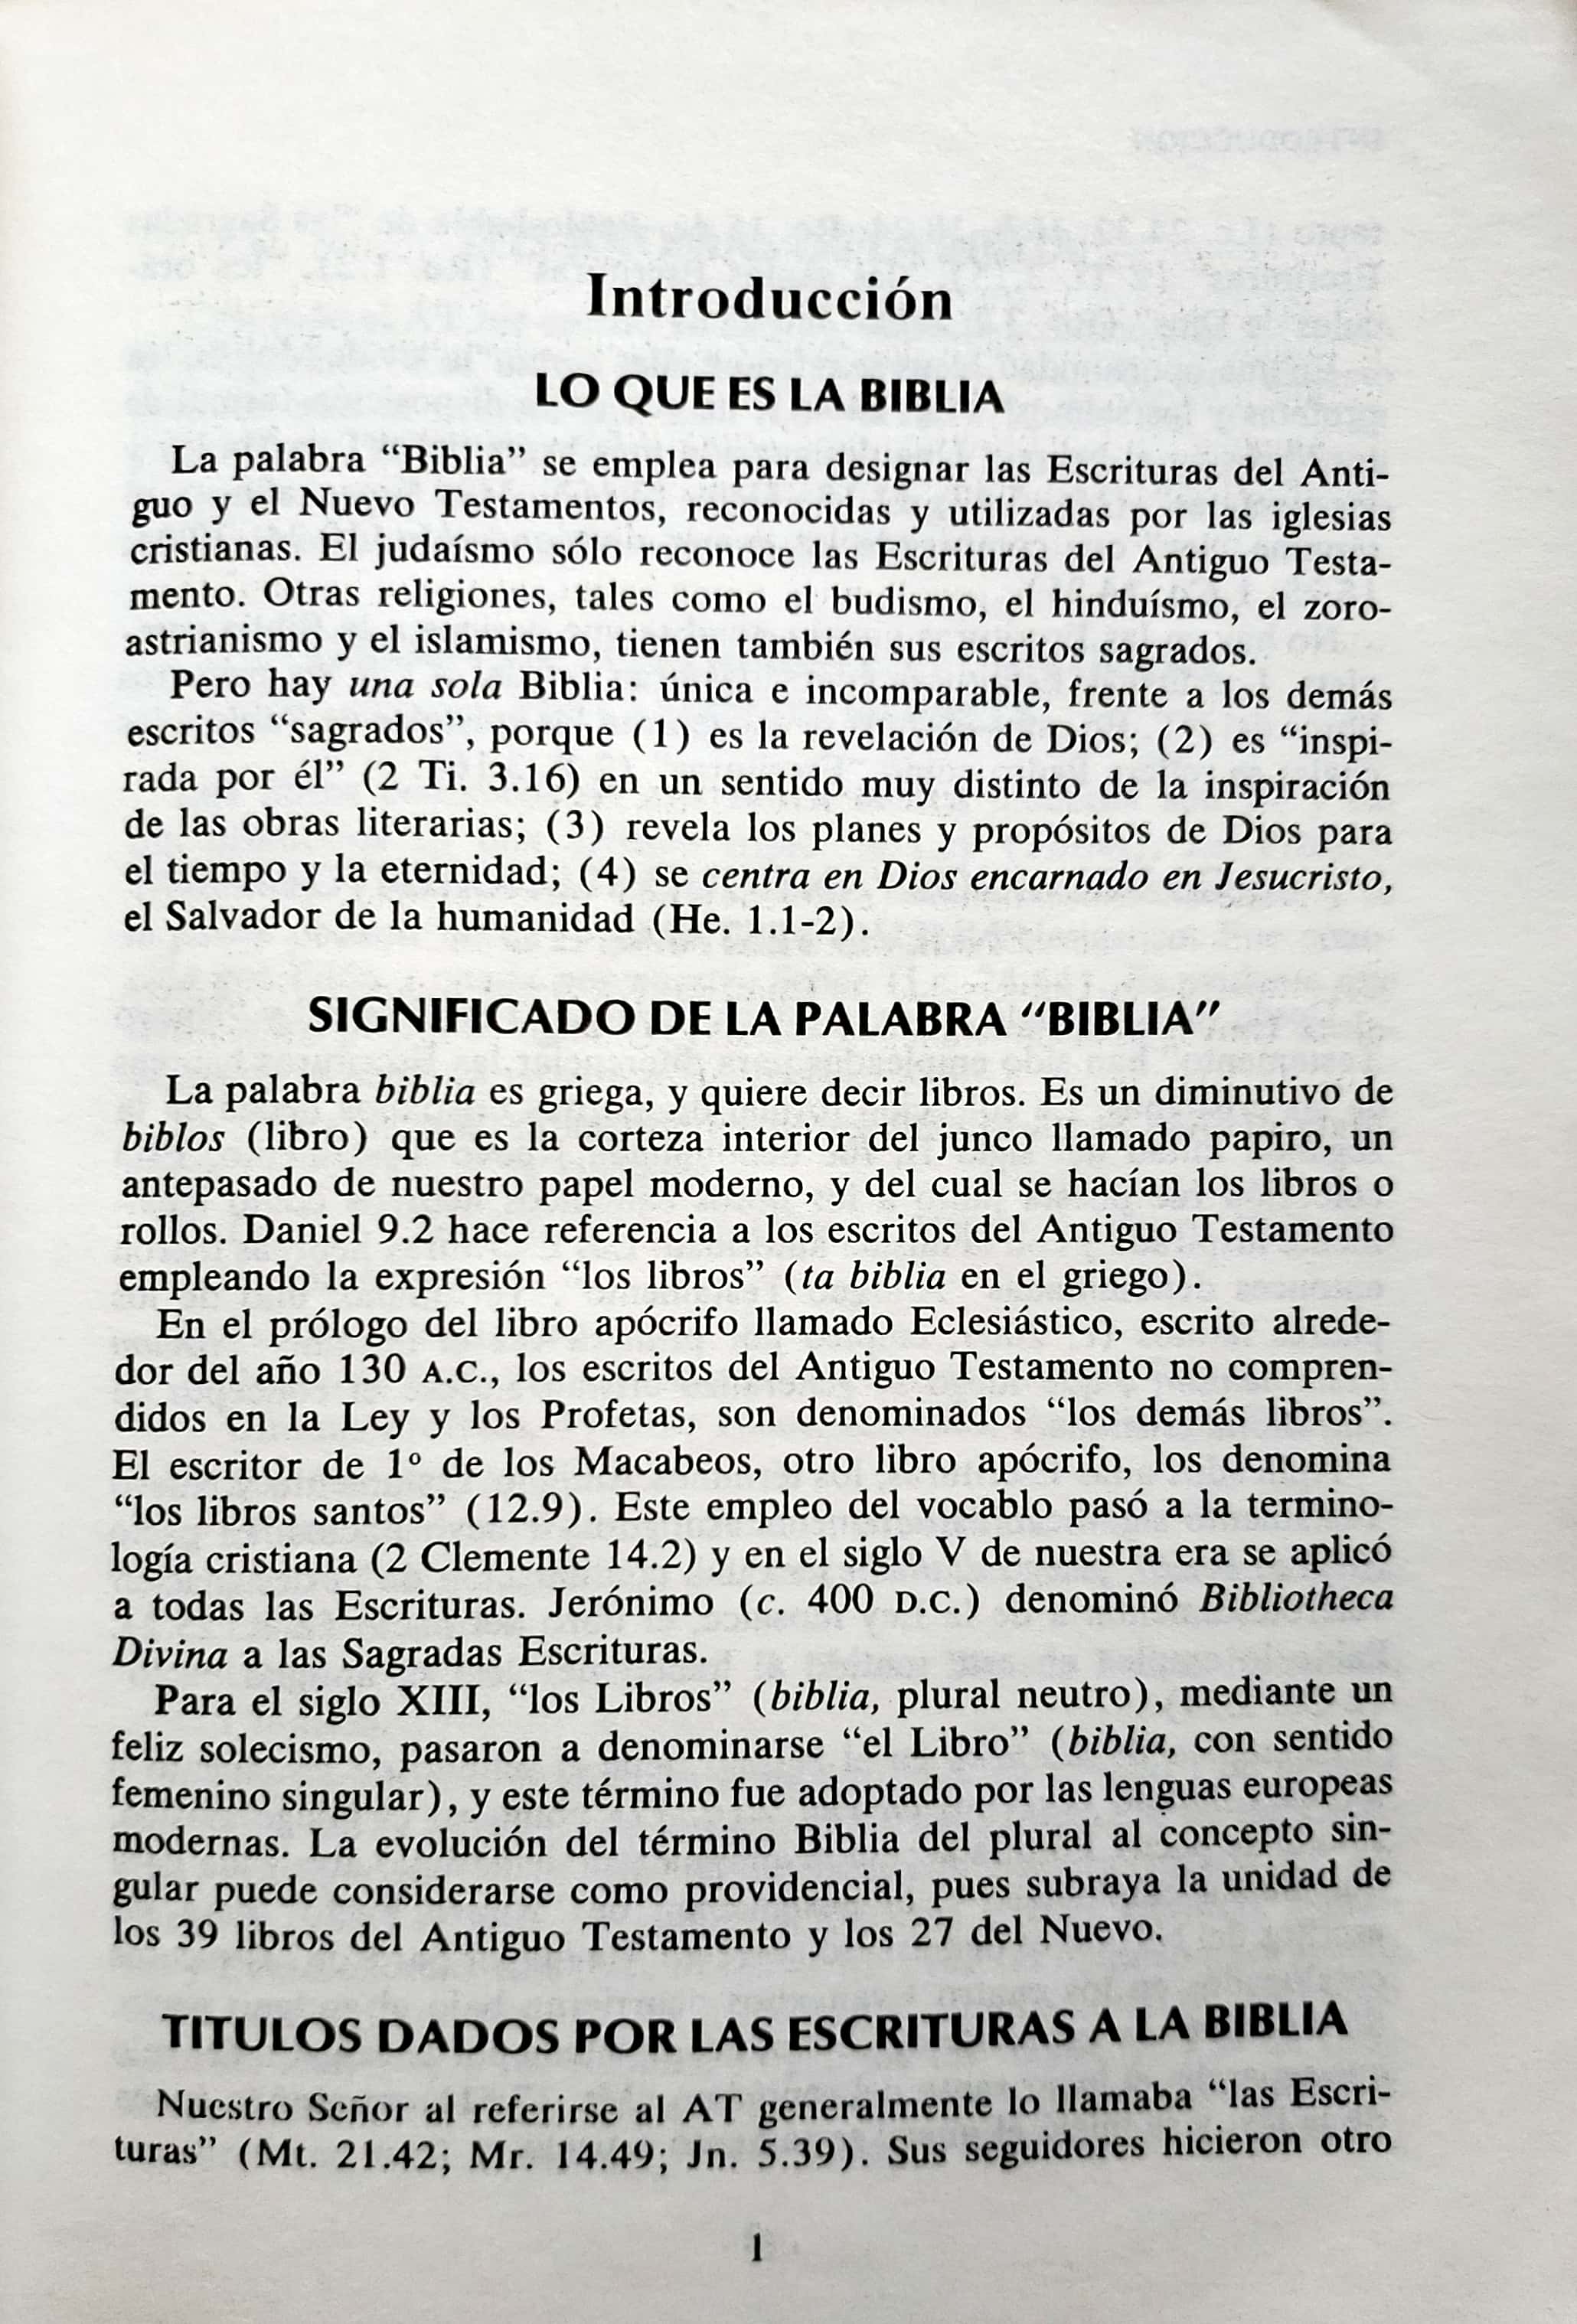 Introducción
LO QUE ES LA BIBLIA
La palabra “Biblia” se emplea para designar las Escrituras del Anti-
guo y el Nuevo Testamentos, reconocidas y utilizadas por las iglesias
cristianas. El judaísmo sólo reconoce las Escrituras del Antiguo Testa-
mento. Otras religiones, tales como el budismo, el hinduísmo, el zoro-
astrianismo y el islamismo, tienen también sus escritos sagrados.
Pero hay una sola Biblia: única e incomparable, frente a los demás
escritos “sagrados”, porque (1) es la revelación de Dios; (2) es “inspi-
rada por él” (2 Ti. 3.16) en un sentido muy distinto de la inspiración
de las obras literarias; (3) revela los planes y propósitos de Dios para
el tiempo y la eternidad; (4) se centra en Dios encarnado en Jesucristo,
el Salvador de la humanidad (He. 1.1-2).
SIGNIFICADO DE LA PALABRA “BIBLIA”
La palabra biblia es griega, y quiere decir libros. Es un diminutivo de
biblos (libro) que es la corteza interior del junco llamado papiro, un
antepasado de nuestro papel moderno, y del cual se hacían los libros o
rollos. Daniel 9.2 hace referencia a los escritos del Antiguo Testamento
empleando la expresión “los libros” (ta biblia en el griego).
En el prólogo del libro apócrifo llamado Eclesiástico, escrito alrede-
dor del año 130 A.C., los escritos del Antiguo Testamento no compren-
didos en la Ley y los Profetas, son denominados “los demás libros”.
El escritor de 1º de los Macabeos, otro libro apócrifo, los denomina
“los libros santos” (12.9). Este empleo del vocablo pasó a la termino-
logía cristiana (2 Clemente 14.2) y en el siglo V de nuestra era se aplicó
a todas las Escrituras. Jerónimo (c. 400 D.C.) denominó Bibliotheca
Divina a las Sagradas Escrituras.
Para el siglo XIII, “los Libros” (biblia, plural neutro), mediante un
feliz solecismo, pasaron a denominarse “el Libro” (biblia, con sentido
femenino singular), y este término fue adoptado por las lenguas europeas
modernas. La evolución del término Biblia del plural al concepto sin-
gular puede considerarse como providencial, pues subraya la unidad de
los 39 libros del Antiguo Testamento y los 27 del Nuevo.
TITULOS DADOS POR LAS ESCRITURAS A LA BIBLIA
Nuestro Señor al referirse al AT generalmente lo llamaba “las Escri-
turas” (Mt. 21.42; Mr. 14.49; Jn. 5.39). Sus seguidores hicieron otro
1